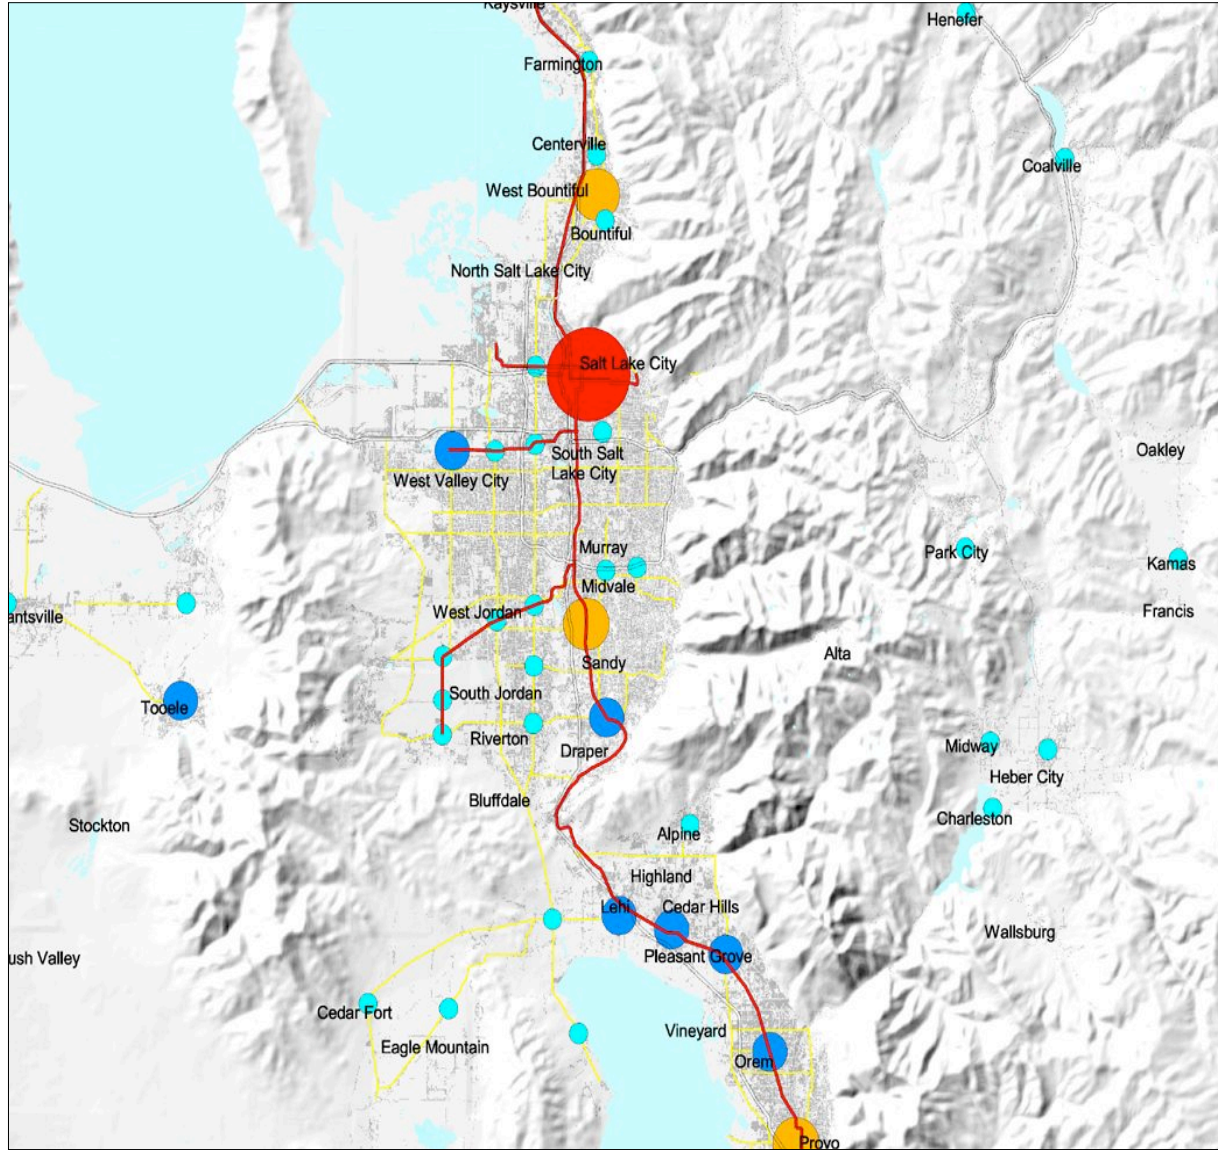 Kaysville
Henefer
Farmington
Centerville
Coalville
West Bountiful
Bountiful
North Salt Lake City
Salt Lake City
South Salt
Lake City
West Valley City
Oakley
Murray
Park City
Kamas
Midvale
antsville
West Jordan
Francis
Sandy
Alta
South Jordan
Tooele
Riverton
Draper
Midway
Heber City
Bluffdale
Stockton
Charleston
Alpine
Highland
Lehi
Cedar Hills
Wallsburg
ush Valley
Pleasant Grove
Cedar Fort
Vineyard
Eagle Mountain
Orem
Provo